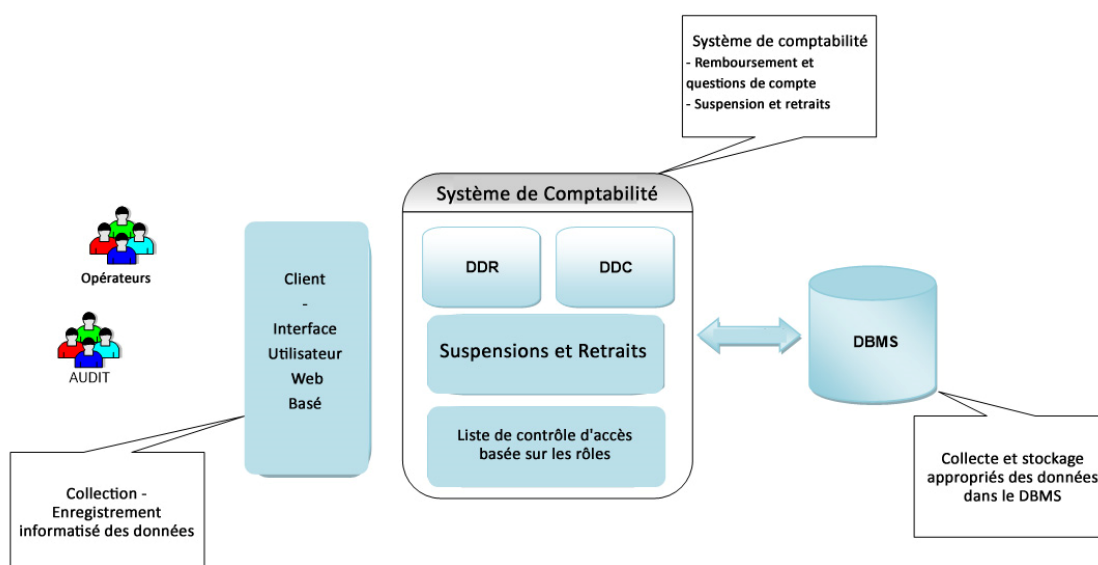 Système de comptabilité
- Remboursement et
questions de compte
- Suspension et retraits
Système de Comptabilité
Opérateurs
AUDIT
Client
-
Interface
Utilisateur
Web
Basé
DDR
DDC
Suspensions et Retraits
Liste de contrôle d'accès
basée sur les rôles
DBMS
Collection -
Enregistrement
informatisé des données
Collecte et stockage
appropriés des données
dans le DBMS